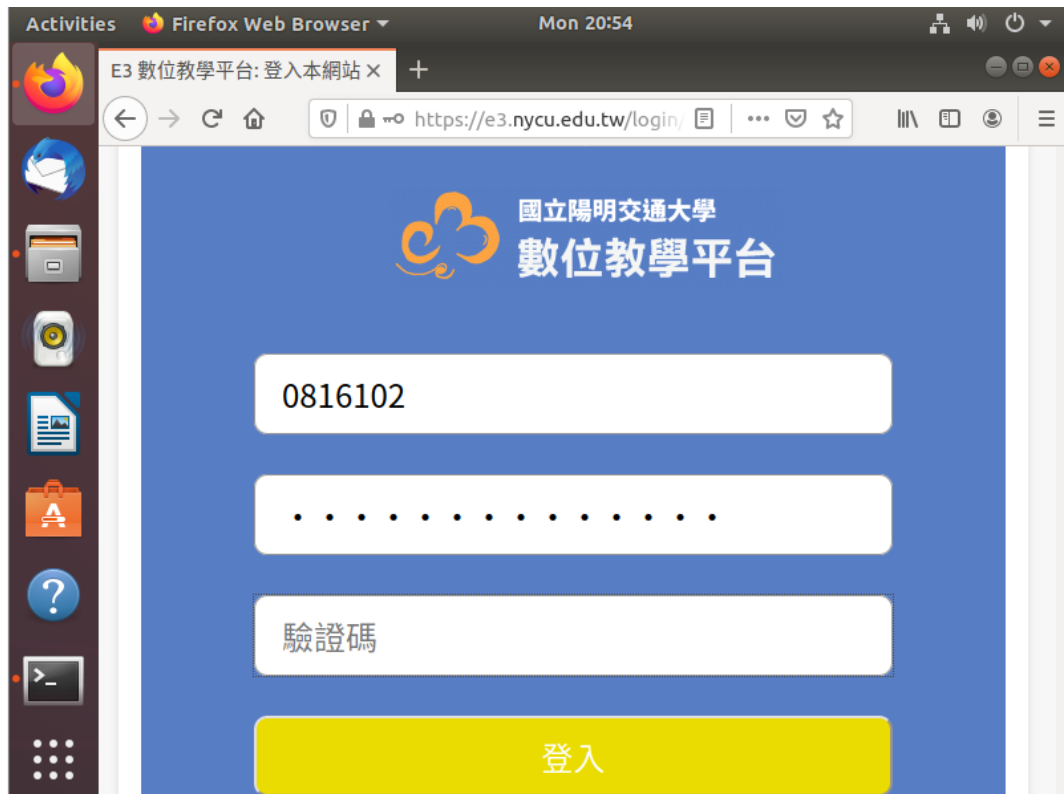 Activities Firefox Web Browser Mon 20:54
E3 數位教學平台: 登入本網站
https://e3.nycu.edu.tw/login/
國立陽明交通大學
數位教學平台
0816102
驗證碼
登入